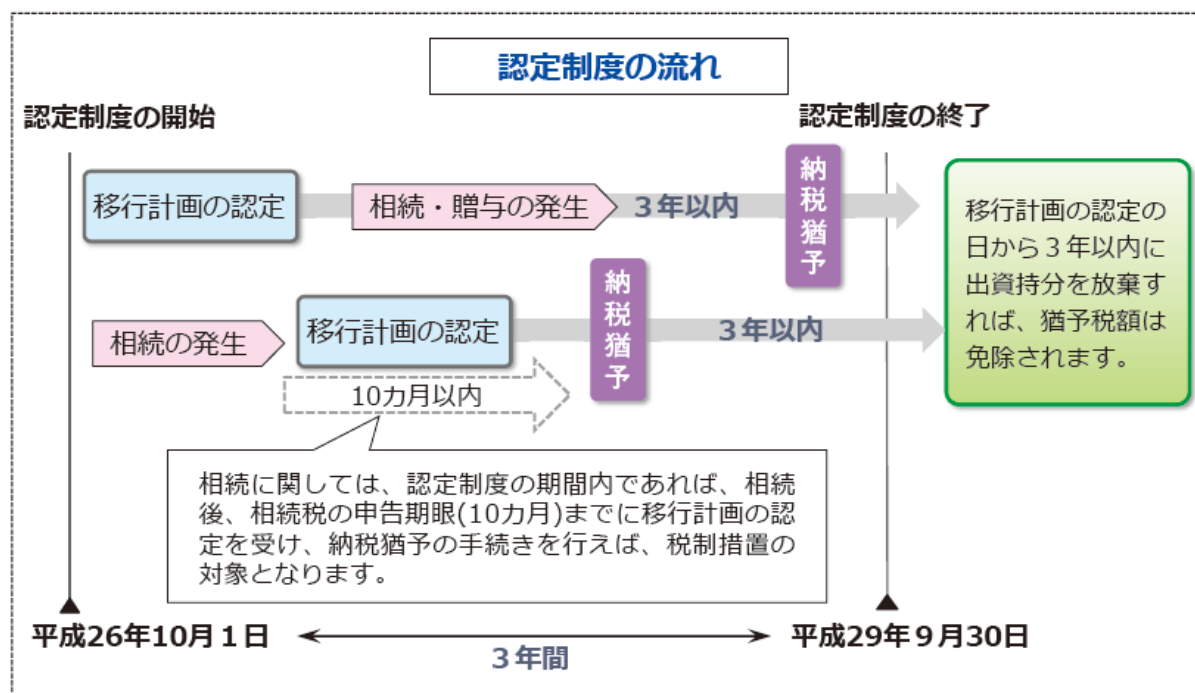 認定制度の流れ
認定制度の開始
認定制度の終了
移行計画の認定
相続・贈与の発生
3年以内
納税猶予
相続の発生
移行計画の認定
納税猶予
3年以内
10カ月以内
移行計画の認定の
日から3年以内に
出資持分を放棄す
れば、猶予税額は
免除されます。
相続に関しては、認定制度の期間内であれば、相続
後、相続税の申告期眼(10カ月)までに移行計画の認
定を受け、納税猶予の手続きを行えば、税制措置の
対象となります。
平成26年10月1日
3年間
平成29年9月30日